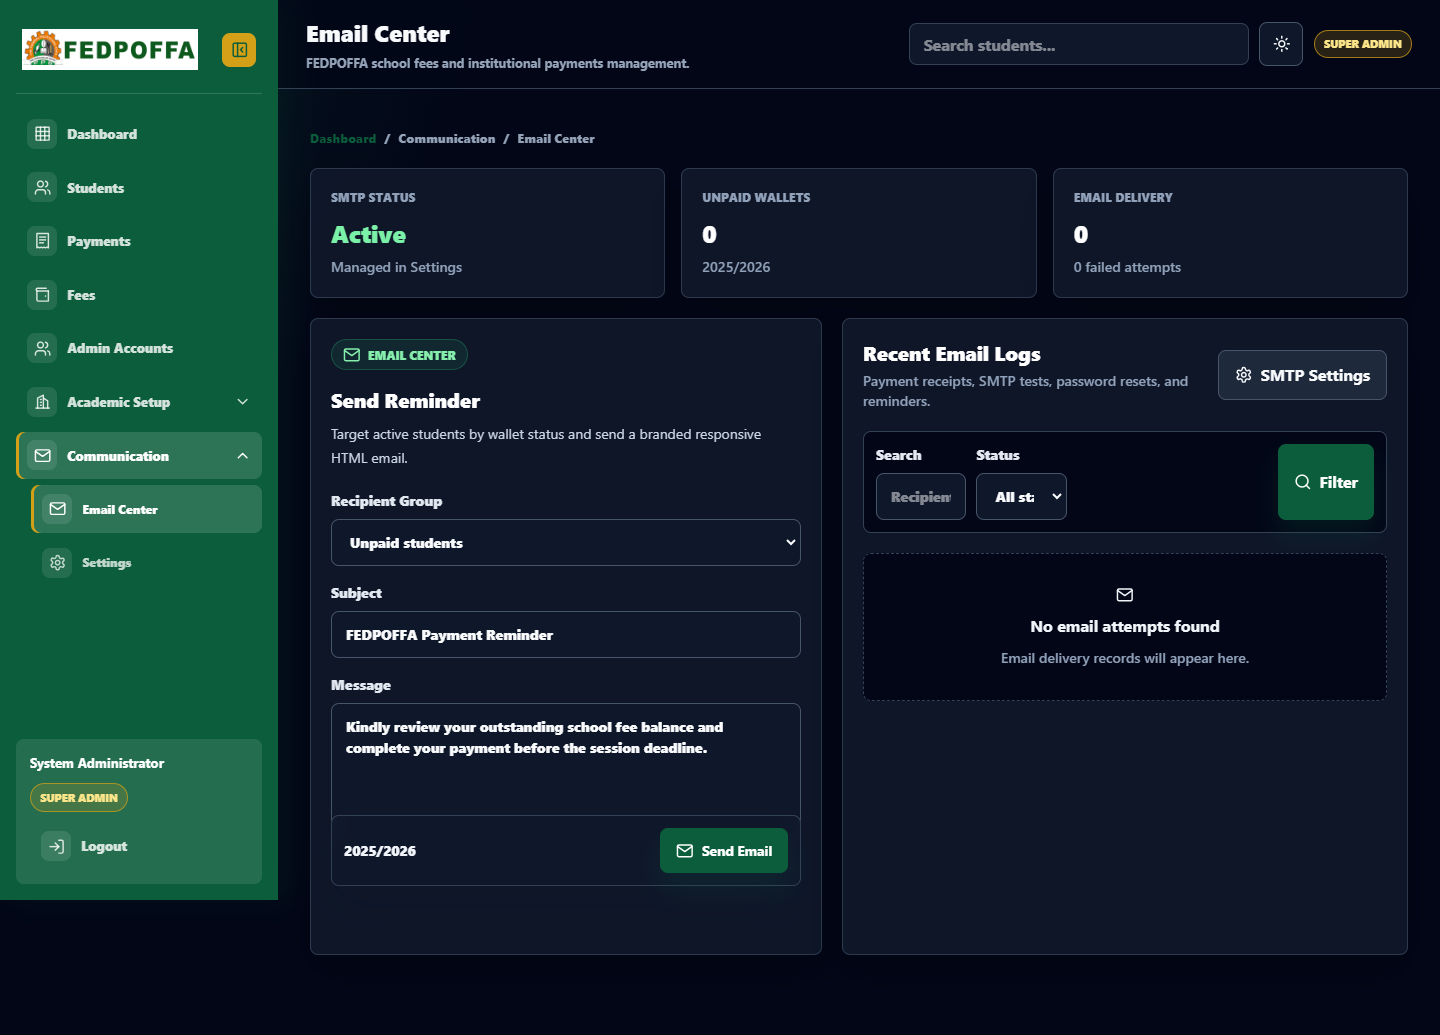 FEDPOFFA
Dashboard
Students
Payments
Fees
Admin Accounts
Academic Setup
Communication
Email Center
Settings
System Administrator
SUPER ADMIN
Logout
Email Center
FEDPOFFA school fees and institutional payments management.
Search students...
SUPER ADMIN
Dashboard / Communication / Email Center
SMTP STATUS
Active
Managed in Settings
UNPAID WALLETS
0
2025/2026
EMAIL DELIVERY
0
0 failed attempts
EMAIL CENTER
Send Reminder
Target active students by wallet status and send a branded responsive
HTML email.
Recipient Group
Unpaid students
Subject
FEDPOFFA Payment Reminder
Message
Kindly review your outstanding school fee balance and
complete your payment before the session deadline.
2025/2026
Send Email
Recent Email Logs
Payment receipts, SMTP tests, password resets, and
reminders.
SMTP Settings
Search
Status
Recipient
All sta
Filter
No email attempts found
Email delivery records will appear here.